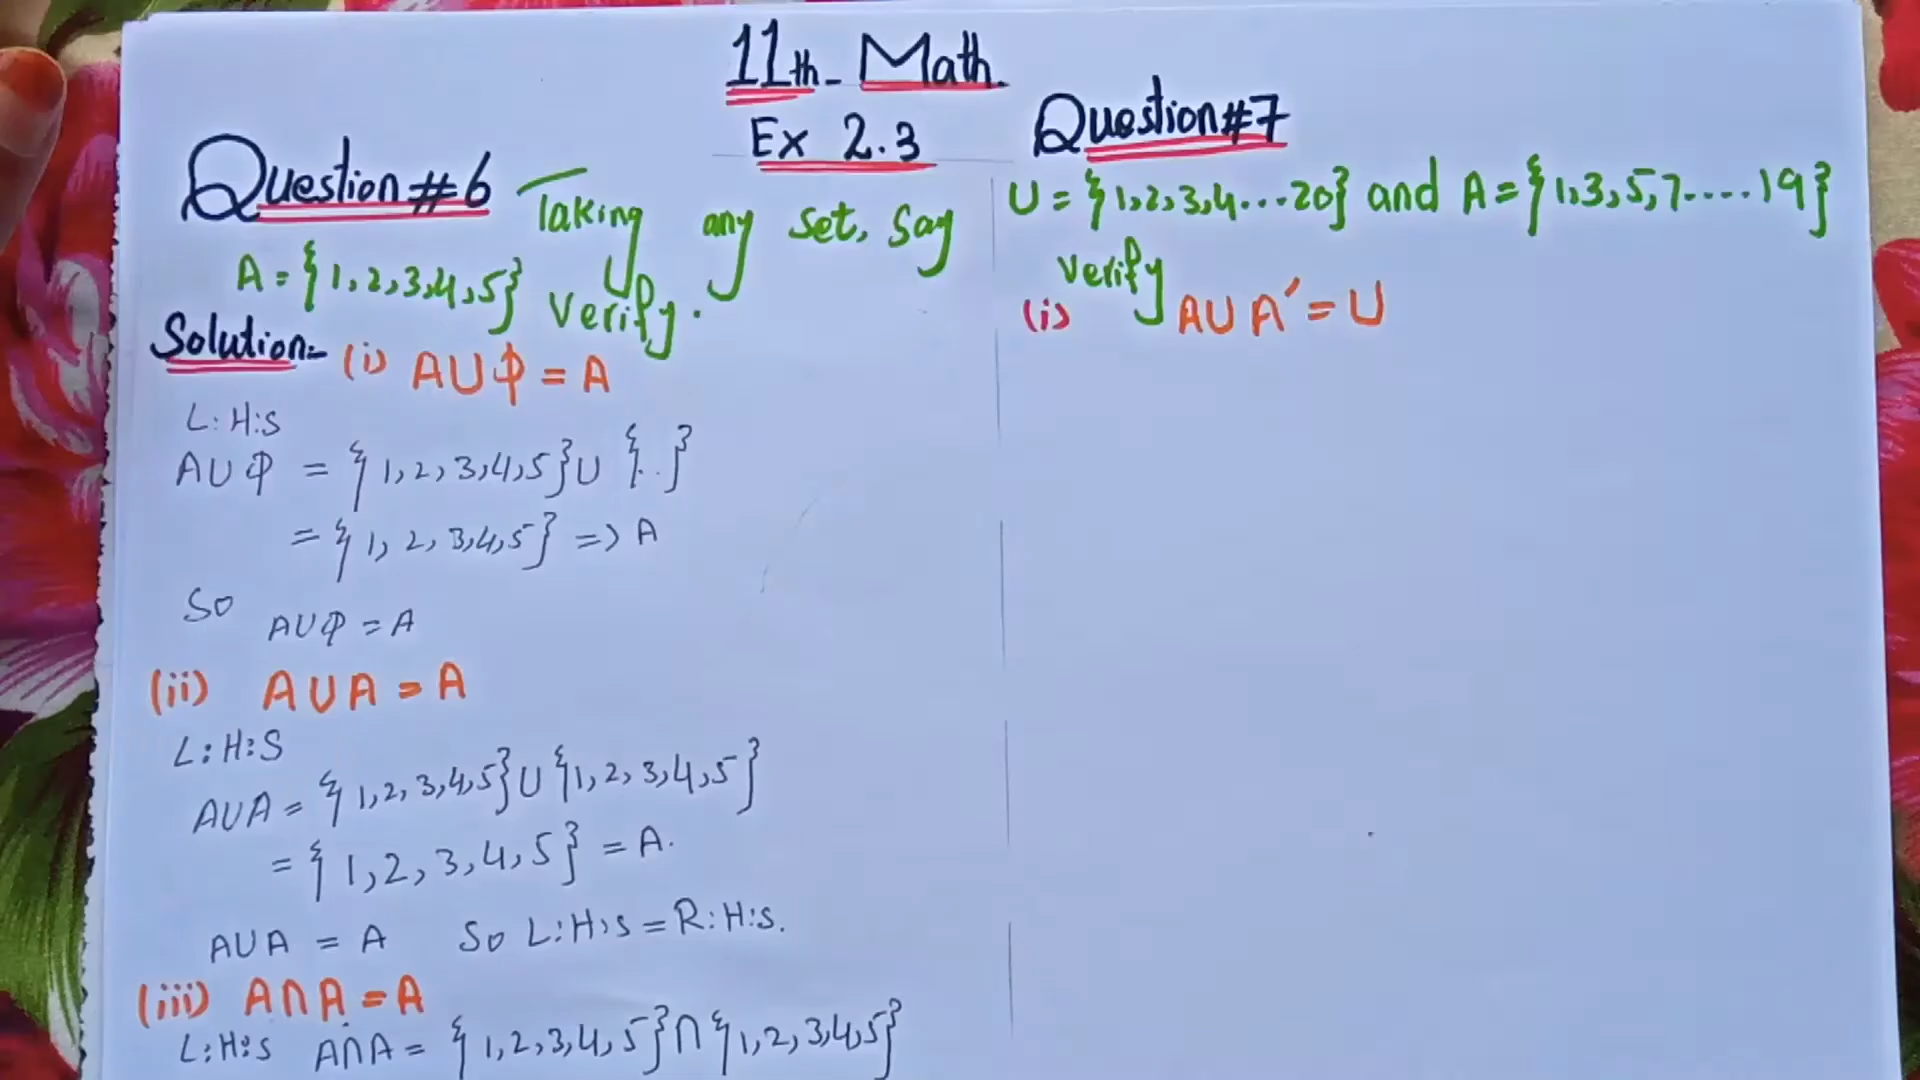 11th- Math.
Ex 2.3
Question#6 Taking any set, say
A = {1,2,3,4,5} verify.
Solution:- (i) A∪Φ = A
L:H:S
A∪Φ = {1,2,3,4,5}∪{..}
= {1,2,3,4,5} => A
So A∪Φ = A
(ii) A∪A = A
L:H:S
A∪A = {1,2,3,4,5}∪{1,2,3,4,5}
= {1,2,3,4,5} = A.
A∪A = A So L:H:S = R:H:S.
(iii) A∩A = A
L:H:S A∩A = {1,2,3,4,5}∩{1,2,3,4,5}
Question#7
U = {1,2,3,4...20} and A = {1,3,5,7....19}
verify
(i) A∪A′ = U